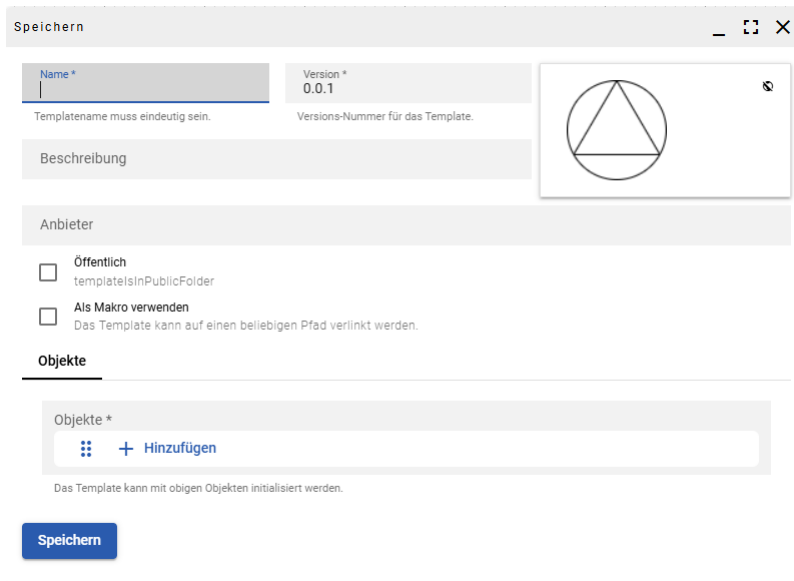 Speichern
Name *
Version *
0.0.1
Templatename muss eindeutig sein.
Versions-Nummer für das Template.
Beschreibung
Anbieter
Öffentlich
templateIsInPublicFolder
Als Makro verwenden
Das Template kann auf einen beliebigen Pfad verlinkt werden.
Objekte
Objekte *
Hinzufügen
Das Template kann mit obigen Objekten initialisiert werden.
Speichern